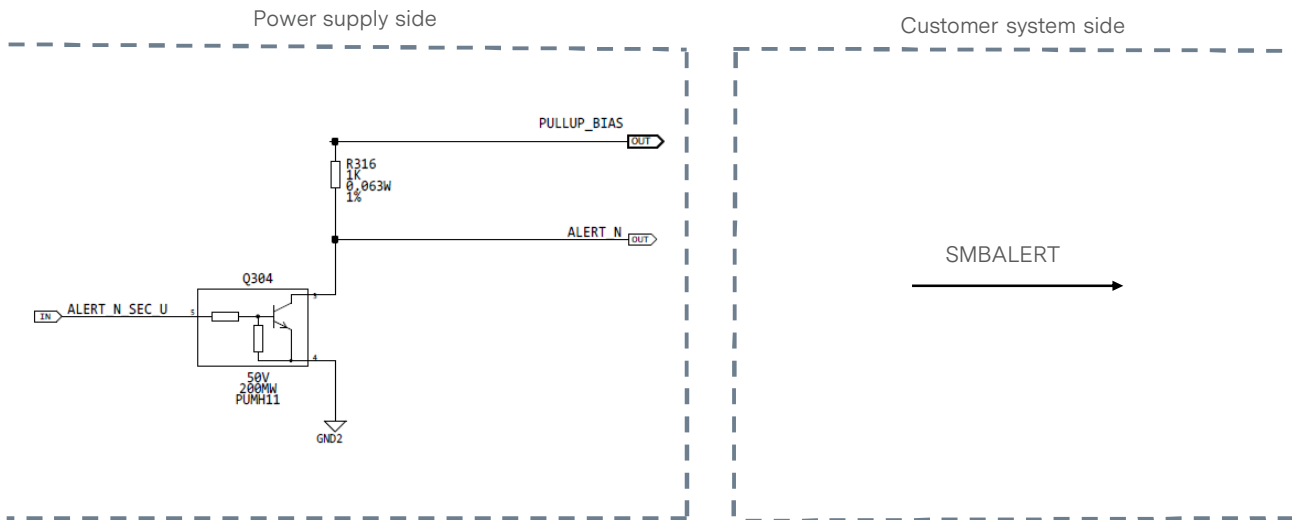 Power supply side
Customer system side
PULLUP_BIAS
OUT
R316
1K
0,063W
1%
ALERT_N
OUT
SMBALERT
Q304
3
IN
ALERT_N_SEC_U
5
4
50V
200MW
PUMH11
GND2